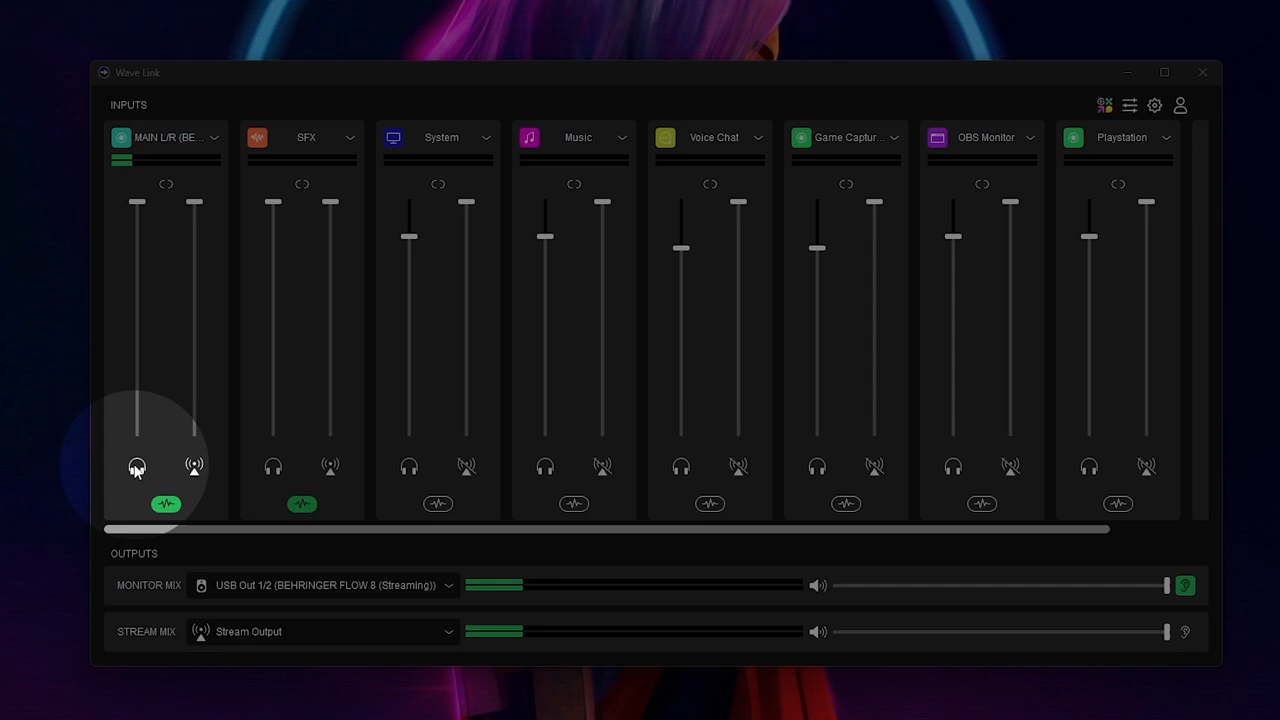 Wave Link
INPUTS
MAIN L/R (BE...
SFX
System
Music
Voice Chat
Game Captur...
OBS Monitor
Playstation
OUTPUTS
MONITOR MIX
USB Out 1/2 (BEHRINGER FLOW 8 (Streaming))
STREAM MIX
Stream Output